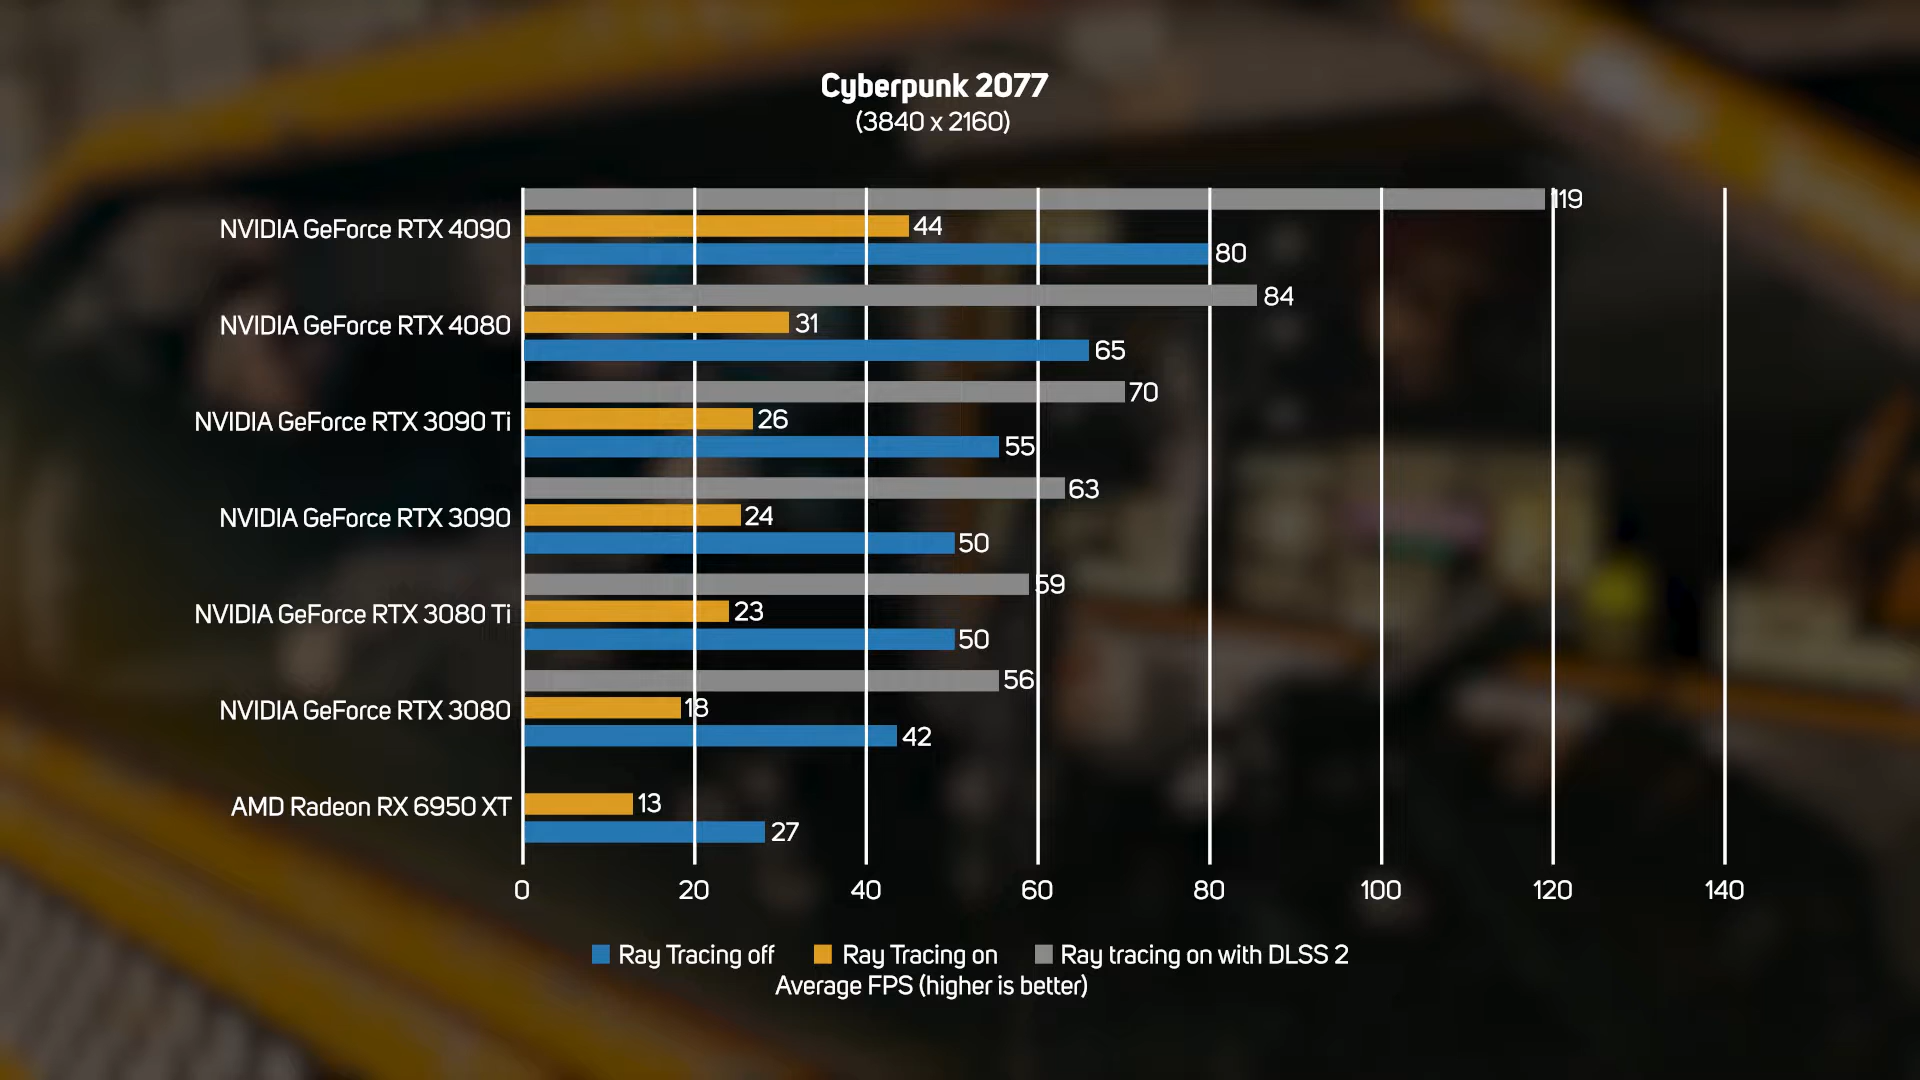 Cyberpunk 2077
(3840 x 2160)
119
NVIDIA GeForce RTX 4090
44
80
84
NVIDIA GeForce RTX 4080
31
65
70
NVIDIA GeForce RTX 3090 Ti
26
55
63
NVIDIA GeForce RTX 3090
24
50
59
NVIDIA GeForce RTX 3080 Ti
23
50
56
NVIDIA GeForce RTX 3080
18
42
AMD Radeon RX 6950 XT
13
27
0 20 40 60 80 100 120 140
Ray Tracing off Ray Tracing on Ray tracing on with DLSS 2
Average FPS (higher is better)